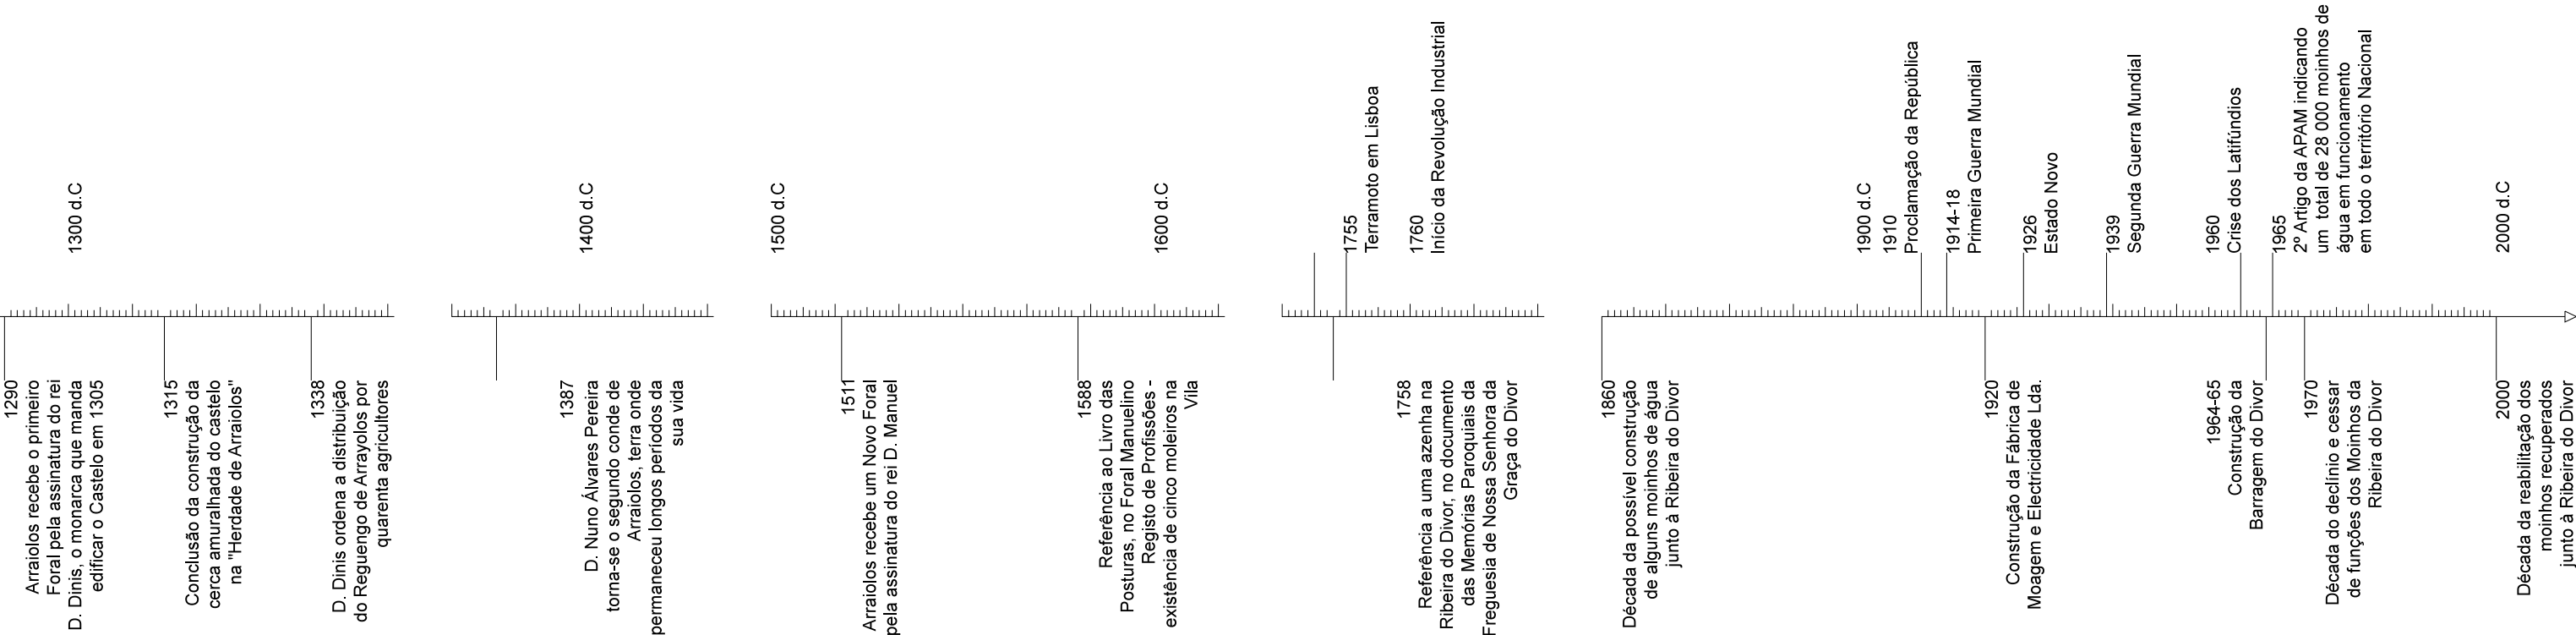 1300 d.C
1400 d.C
1500 d.C
1600 d.C
1755
Terramoto em Lisboa
1760
Início da Revolução Industrial
1900 d.C
1910
Proclamação da República
1914-18
Primeira Guerra Mundial
1926
Estado Novo
1939
Segunda Guerra Mundial
1960
Crise dos Latifúndios
1965
2º Artigo da APAM indicando
um total de 28 000 moinhos de
água em funcionamento
em todo o território Nacional
2000 d.C
1290
Arraiolos recebe o primeiro
Foral pela assinatura do rei
D. Dinis, o monarca que manda
edificar o Castelo em 1305
1315
Conclusão da construção da
cerca amuralhada do castelo
na "Herdade de Arraiolos"
1338
D. Dinis ordena a distribuição
do Reguengo de Arrayolos por
quarenta agricultores
1387
D. Nuno Álvares Pereira
torna-se o segundo conde de
Arraiolos, terra onde
permaneceu longos períodos da
sua vida
1511
Arraiolos recebe um Novo Foral
pela assinatura do rei D. Manuel
1588
Referência ao Livro das
Posturas, no Foral Manuelino
Registo de Profissões -
existência de cinco moleiros na
Vila
1758
Referência a uma azenha na
Ribeira do Divor, no documento
das Memórias Paroquiais da
Freguesia de Nossa Senhora da
Graça do Divor
1860
Década da possível construção
de alguns moinhos de água
junto à Ribeira do Divor
1920
Construção da Fábrica de
Moagem e Electricidade Lda.
1964-65
Construção da
Barragem do Divor
1970
Década do declínio e cessar
de funções dos Moinhos da
Ribeira do Divor
2000
Década da reabilitação dos
moinhos recuperados
junto à Ribeira do Divor